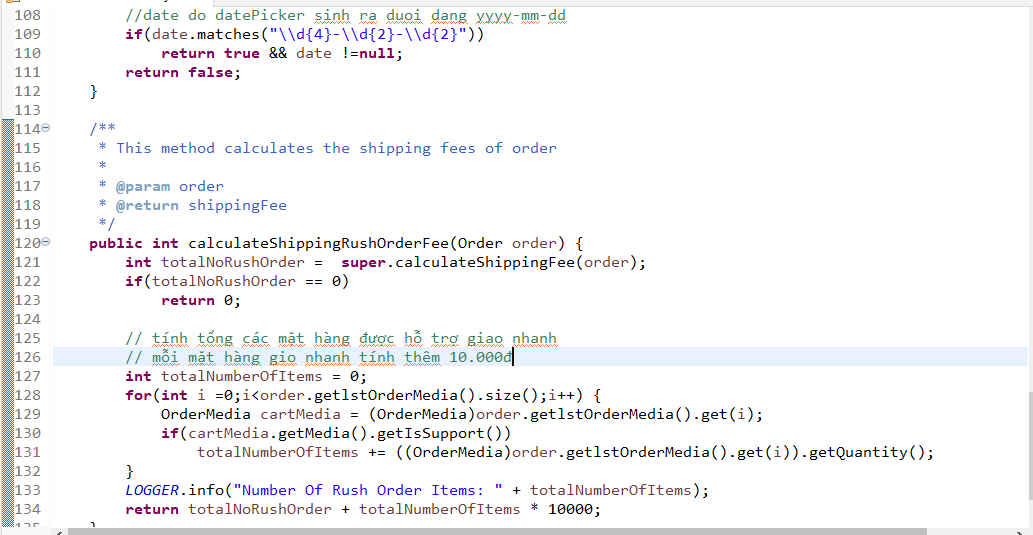 108         //date do datePicker sinh ra duoi dang yyyy-mm-dd
109         if(date.matches("\\d{4}-\\d{2}-\\d{2}"))
110             return true && date !=null;
111         return false;
112     }
113
114     /**
115      * This method calculates the shipping fees of order
116      *
117      * @param order
118      * @return shippingFee
119      */
120     public int calculateShippingRushOrderFee(Order order) {
121         int totalNoRushOrder =  super.calculateShippingFee(order);
122         if(totalNoRushOrder == 0)
123             return 0;
124
125         // tính tổng các mặt hàng được hỗ trợ giao nhanh
126         // mỗi mặt hàng gio nhanh tính thêm 10.000đ
127         int totalNumberOfItems = 0;
128         for(int i =0;i<order.getlstOrderMedia().size();i++) {
129             OrderMedia cartMedia = (OrderMedia)order.getlstOrderMedia().get(i);
130             if(cartMedia.getMedia().getIsSupport())
131                 totalNumberOfItems += ((OrderMedia)order.getlstOrderMedia().get(i)).getQuantity();
132         }
133         LOGGER.info("Number Of Rush Order Items: " + totalNumberOfItems);
134         return totalNoRushOrder + totalNumberOfItems * 10000;